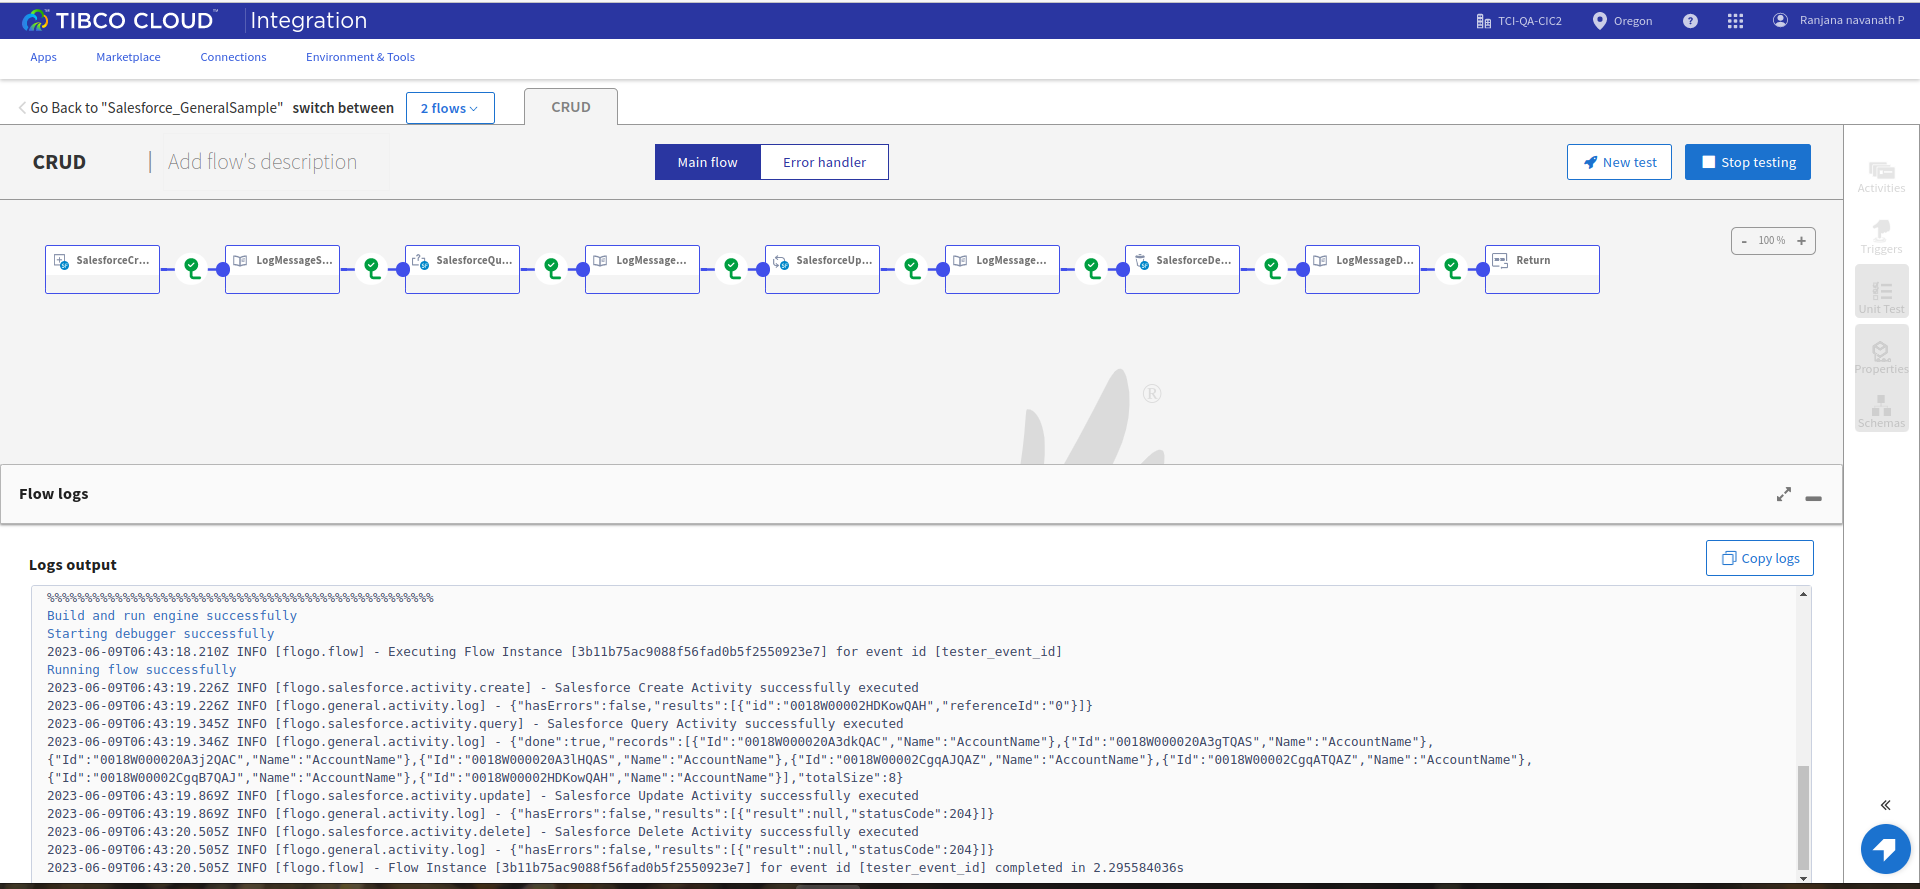 TIBCO CLOUD™ Integration
TCI-QA-CIC2 Oregon ? Ranjana navanath P
Apps Marketplace Connections Environment & Tools
Go Back to "Salesforce_GeneralSample" switch between 2 flows CRUD
CRUD Add flow's description Main flow Error handler New test Stop testing
Activities
Triggers
Unit Test
Properties
Schemas
- 100 % +
SalesforceCr... LogMessageS... SalesforceQu... LogMessage... SalesforceUp... LogMessage... SalesforceDe... LogMessageD... Return
®
Flow logs
Logs output Copy logs
%%%%%%%%%%%%%%%%%%%%%%%%%%%%%%%%%%%%%%%%%%%%%%%%%%%
Build and run engine successfully
Starting debugger successfully
2023-06-09T06:43:18.210Z INFO [flogo.flow] - Executing Flow Instance [3b11b75ac9088f56fad0b5f2550923e7] for event id [tester_event_id]
Running flow successfully
2023-06-09T06:43:19.226Z INFO [flogo.salesforce.activity.create] - Salesforce Create Activity successfully executed
2023-06-09T06:43:19.226Z INFO [flogo.general.activity.log] - {"hasErrors":false,"results":[{"id":"0018W00002HDKowQAH","referenceId":"0"}]}
2023-06-09T06:43:19.345Z INFO [flogo.salesforce.activity.query] - Salesforce Query Activity successfully executed
2023-06-09T06:43:19.346Z INFO [flogo.general.activity.log] - {"done":true,"records":[{"Id":"0018W000020A3dkQAC","Name":"AccountName"},{"Id":"0018W000020A3gTQAS","Name":"AccountName"},
{"Id":"0018W000020A3j2QAC","Name":"AccountName"},{"Id":"0018W000020A3lHQAS","Name":"AccountName"},{"Id":"0018W00002CgqAJQAZ","Name":"AccountName"},{"Id":"0018W00002CgqATQAZ","Name":"AccountName"},
{"Id":"0018W00002CgqB7QAJ","Name":"AccountName"},{"Id":"0018W00002HDKowQAH","Name":"AccountName"}],"totalSize":8}
2023-06-09T06:43:19.869Z INFO [flogo.salesforce.activity.update] - Salesforce Update Activity successfully executed
2023-06-09T06:43:19.869Z INFO [flogo.general.activity.log] - {"hasErrors":false,"results":[{"result":null,"statusCode":204}]}
2023-06-09T06:43:20.505Z INFO [flogo.salesforce.activity.delete] - Salesforce Delete Activity successfully executed
2023-06-09T06:43:20.505Z INFO [flogo.general.activity.log] - {"hasErrors":false,"results":[{"result":null,"statusCode":204}]}
2023-06-09T06:43:20.505Z INFO [flogo.flow] - Flow Instance [3b11b75ac9088f56fad0b5f2550923e7] for event id [tester_event_id] completed in 2.295584036s